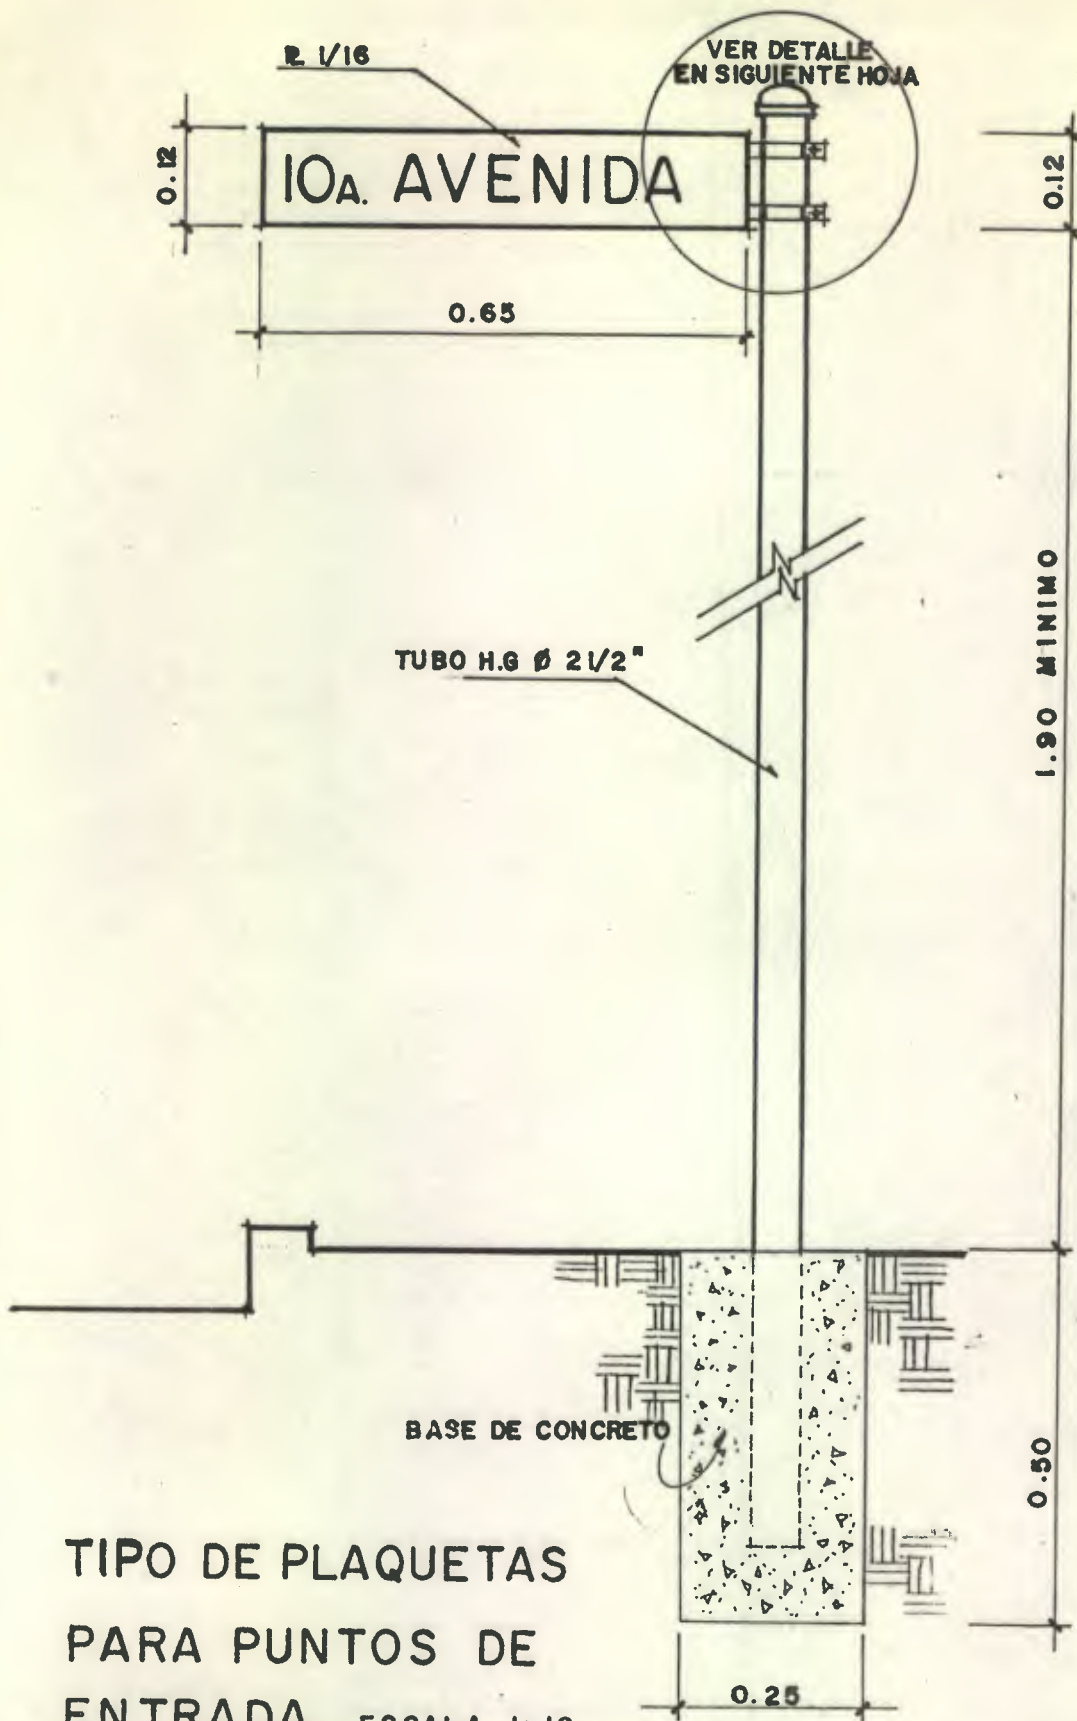 VER DETALLE
EN SIGUIENTE HOJA
1/16
0.12
10A. AVENIDA
0.12
0.65
1.90 MINIMO
TUBO H.G Ø 2 1/2"
BASE DE CONCRETO
0.50
TIPO DE PLAQUETAS
PARA PUNTOS DE
ENTRADA
0.25